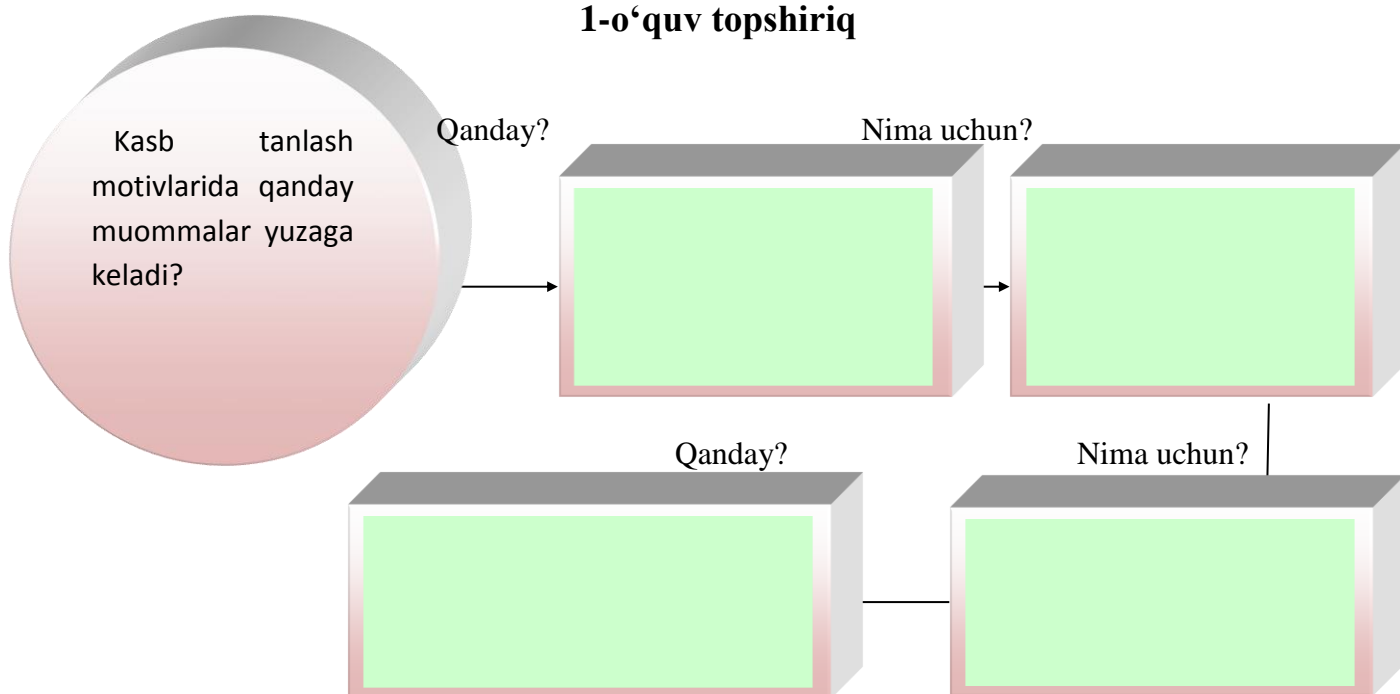 1-o‘quv topshiriq
Kasb tanlash
motivlarida qanday
muommalar yuzaga
keladi?
Qanday?
Nima uchun?
Qanday?
Nima uchun?